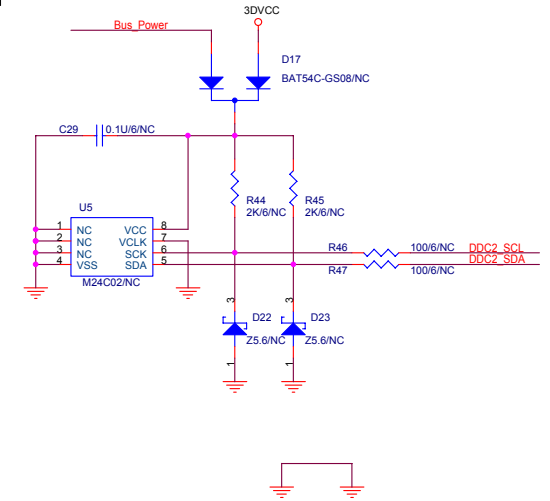 3DVCC
Bus_Power
D17
BAT54C-GS08/NC
C29 0.1U/6/NC
R44 R45
2K/6/NC 2K/6/NC
U5
1 NC VCC 8
2 NC VCLK 7
3 NC SCK 6
4 VSS SDA 5
M24C02/NC
R46 100/6/NC DDC2_SCL
R47 100/6/NC DDC2_SDA
3 3
D22 D23
Z5.6/NC Z5.6/NC
1 1